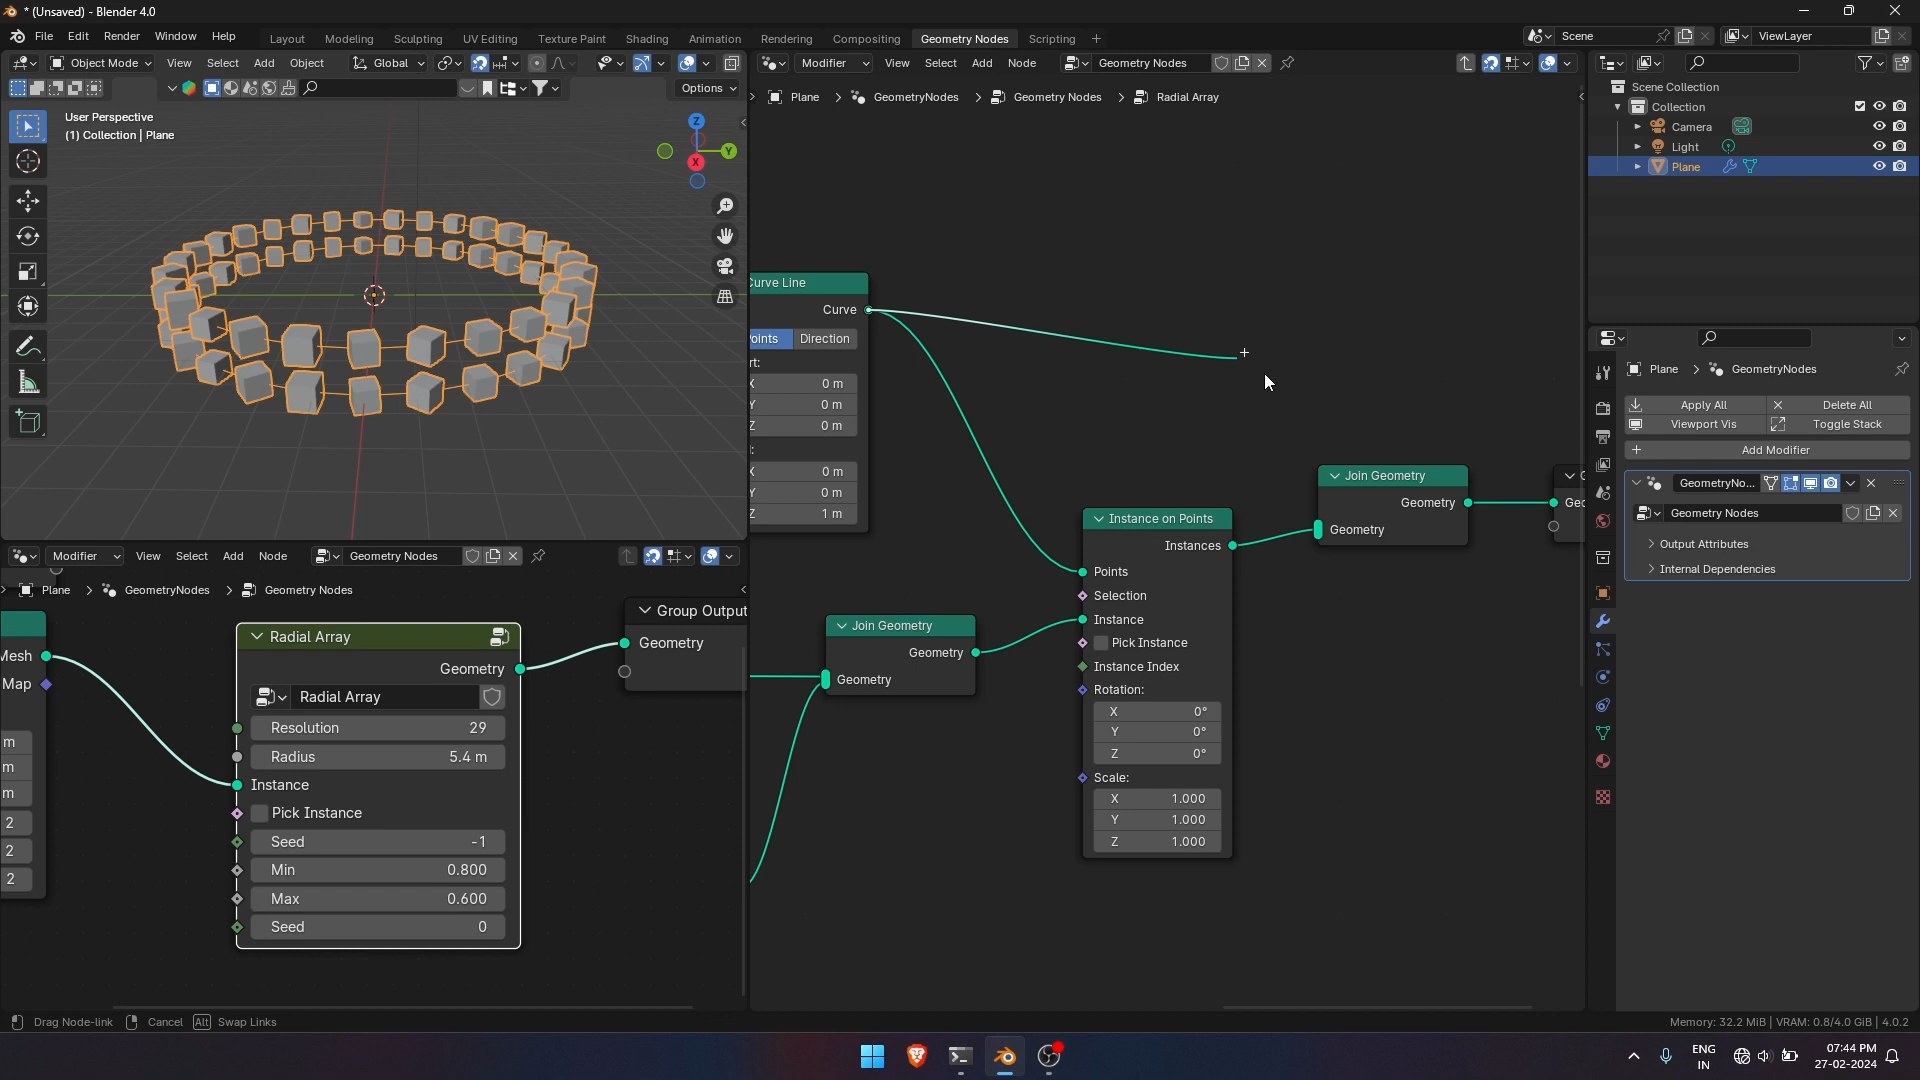 * (Unsaved) - Blender 4.0
File Edit Render Window Help
Layout Modeling Sculpting UV Editing Texture Paint Shading Animation Rendering Compositing Geometry Nodes Scripting +
Scene
ViewLayer
Object Mode View Select Add Object Global
Options
User Perspective
(1) Collection | Plane
Z
Y
X
Modifier View Select Add Node Geometry Nodes
Plane > GeometryNodes > Geometry Nodes > Radial Array
Curve Line
Curve
oints Direction
rt:
X 0 m
Y 0 m
Z 0 m
:
X 0 m
Y 0 m
Z 1 m
Join Geometry
Geometry
Geometry
Instance on Points
Instances
Points
Selection
Instance
Pick Instance
Instance Index
Rotation:
X 0°
Y 0°
Z 0°
Scale:
X 1.000
Y 1.000
Z 1.000
Join Geometry
Geometry
Geometry
G
Geo
Modifier View Select Add Node Geometry Nodes
Plane > GeometryNodes > Geometry Nodes
Mesh
Map
m
m
m
2
2
2
Radial Array
Geometry
Radial Array
Resolution 29
Radius 5.4 m
Instance
Pick Instance
Seed -1
Min 0.800
Max 0.600
Seed 0
Group Output
Geometry
Scene Collection
Collection
Camera
Light
Plane
Plane > GeometryNodes
Apply All Delete All
Viewport Vis Toggle Stack
Add Modifier
GeometryNo...
Geometry Nodes
Output Attributes
Internal Dependencies
Drag Node-link Cancel Alt Swap Links
Memory: 32.2 MiB | VRAM: 0.8/4.0 GiB | 4.0.2
ENG
IN
07:44 PM
27-02-2024